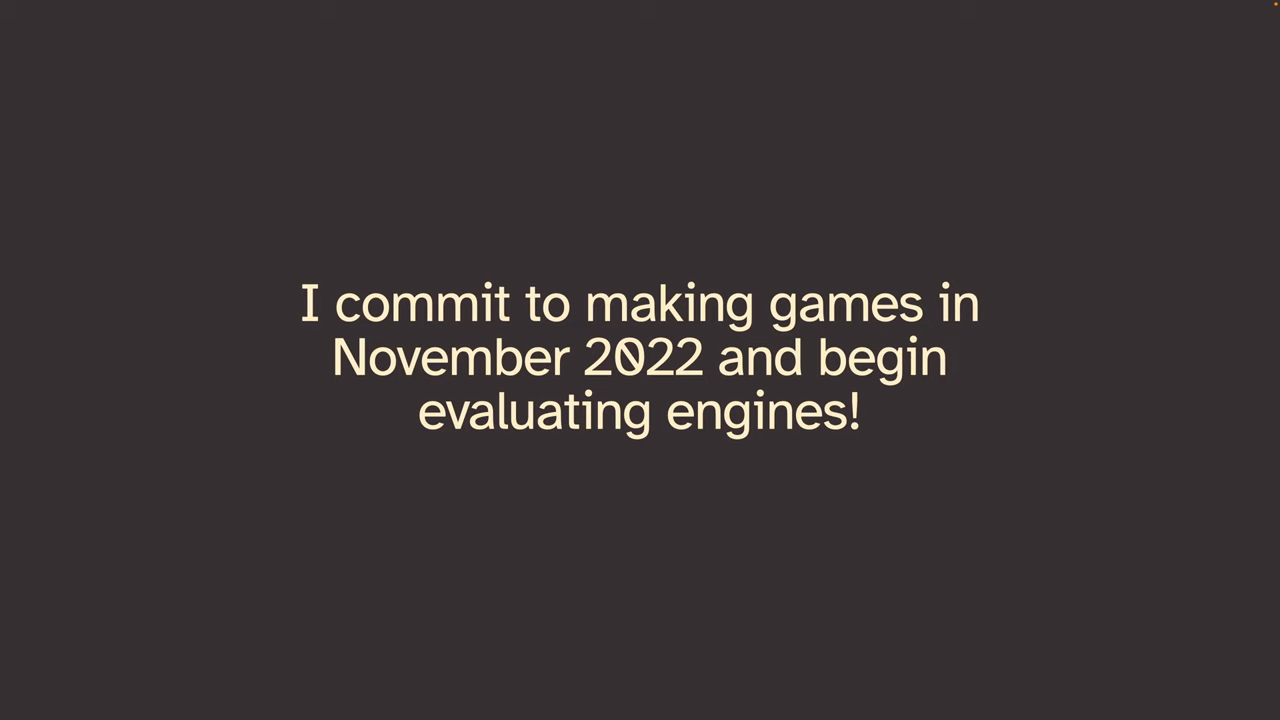 I commit to making games in
November 2022 and begin
evaluating engines!